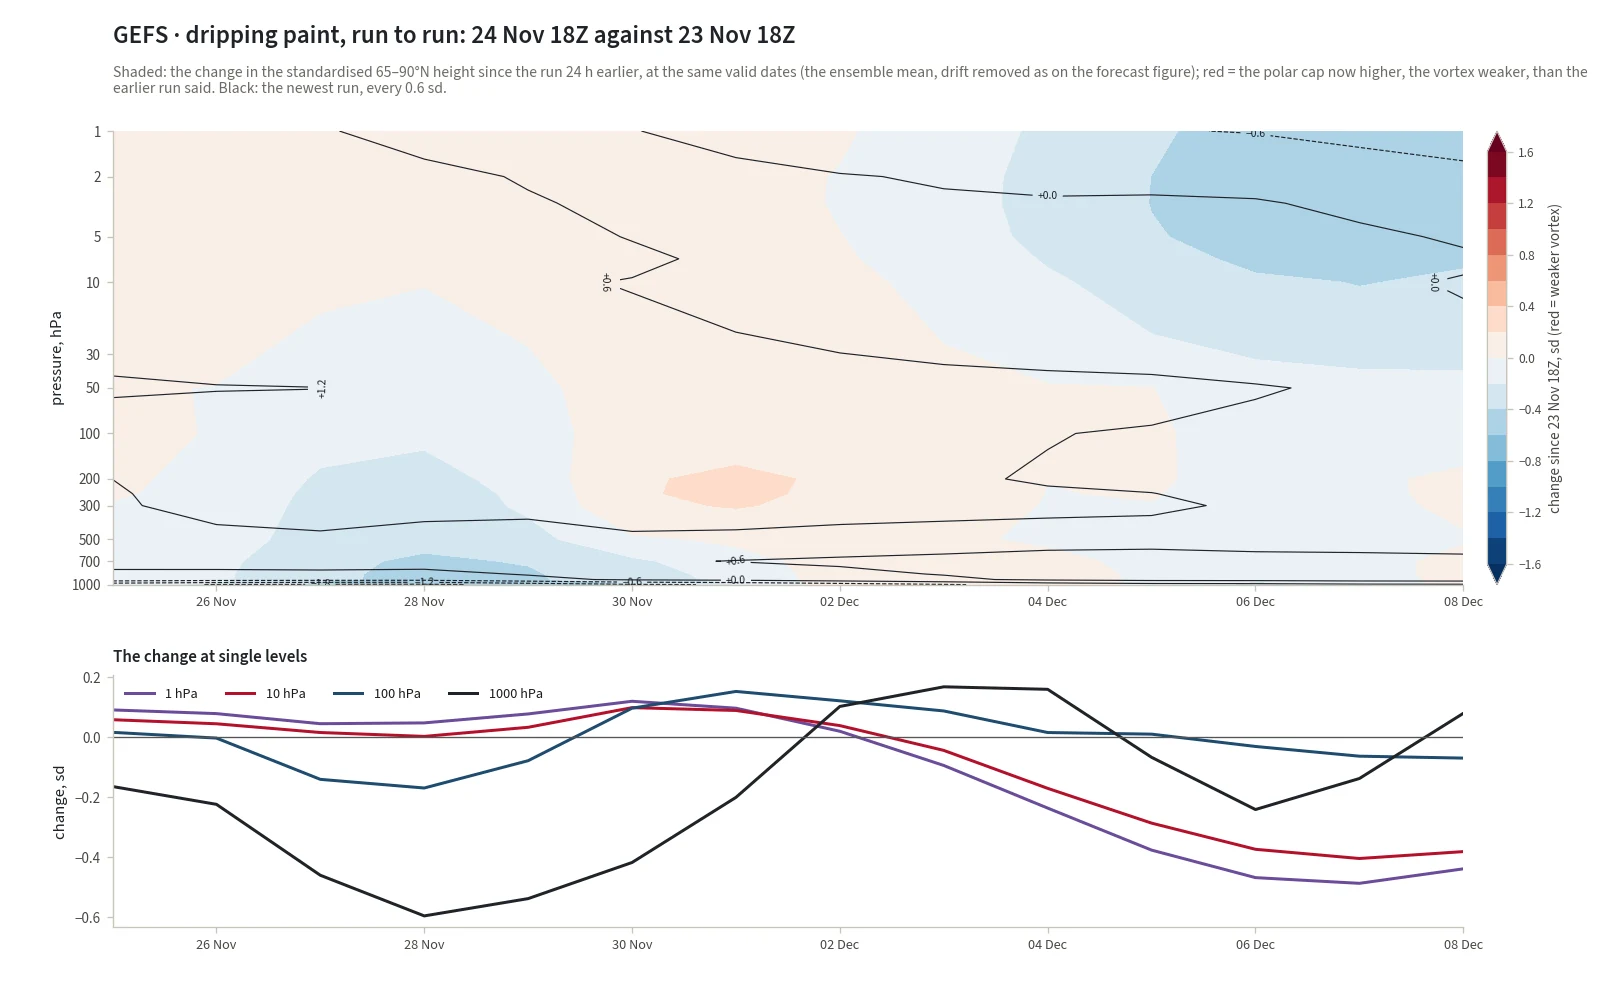 GEFS · dripping paint, run to run: 24 Nov 18Z against 23 Nov 18Z
Shaded: the change in the standardised 65–90°N height since the run 24 h earlier, at the same valid dates (the ensemble mean, drift removed as on the forecast figure); red = the polar cap now higher, the vortex weaker, than the
earlier run said. Black: the newest run, every 0.6 sd.
pressure, hPa
1
2
5
10
30
50
100
200
300
500
700
1000
−0.6
+0.0
+0.6
+0.0
+1.2
+0.6
+0.0
−0.6
−1.2
26 Nov
28 Nov
30 Nov
02 Dec
04 Dec
06 Dec
08 Dec
1.6
1.2
0.8
0.4
0.0
−0.4
−0.8
−1.2
−1.6
change since 23 Nov 18Z, sd (red = weaker vortex)
The change at single levels
1 hPa
10 hPa
100 hPa
1000 hPa
change, sd
0.2
0.0
−0.2
−0.4
−0.6
26 Nov
28 Nov
30 Nov
02 Dec
04 Dec
06 Dec
08 Dec